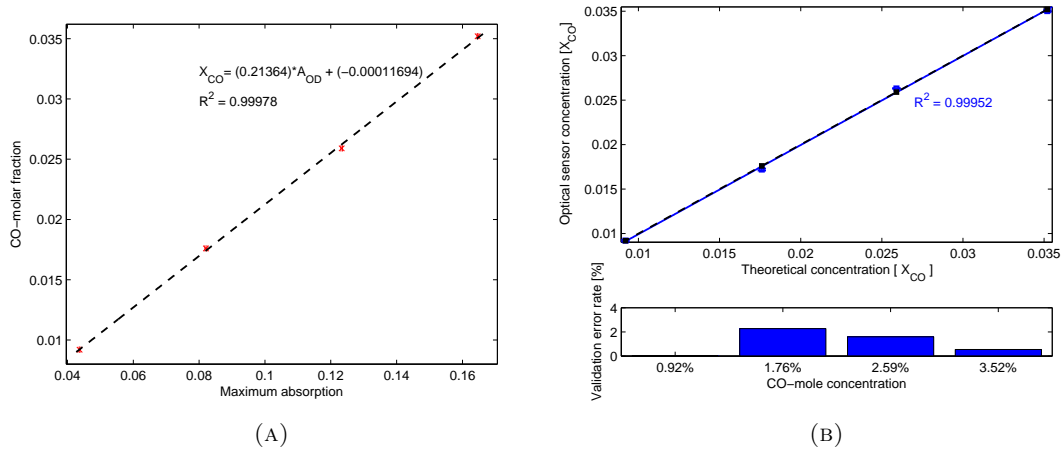 X_CO= (0.21364)*A_OD + (−0.00011694)
R^2 = 0.99978
0.035
0.03
0.025
0.02
0.015
0.01
CO−molar fraction
0.04 0.06 0.08 0.1 0.12 0.14 0.16
Maximum absorption
(A)
0.035
0.03
0.025
0.02
0.015
0.01
Optical sensor concentration [X_CO]
R^2 = 0.99952
0.01 0.015 0.02 0.025 0.03 0.035
Theoretical concentration [ X_CO ]
4
2
0
Validation error rate [%]
0.92% 1.76% 2.59% 3.52%
CO−mole concentration
(B)